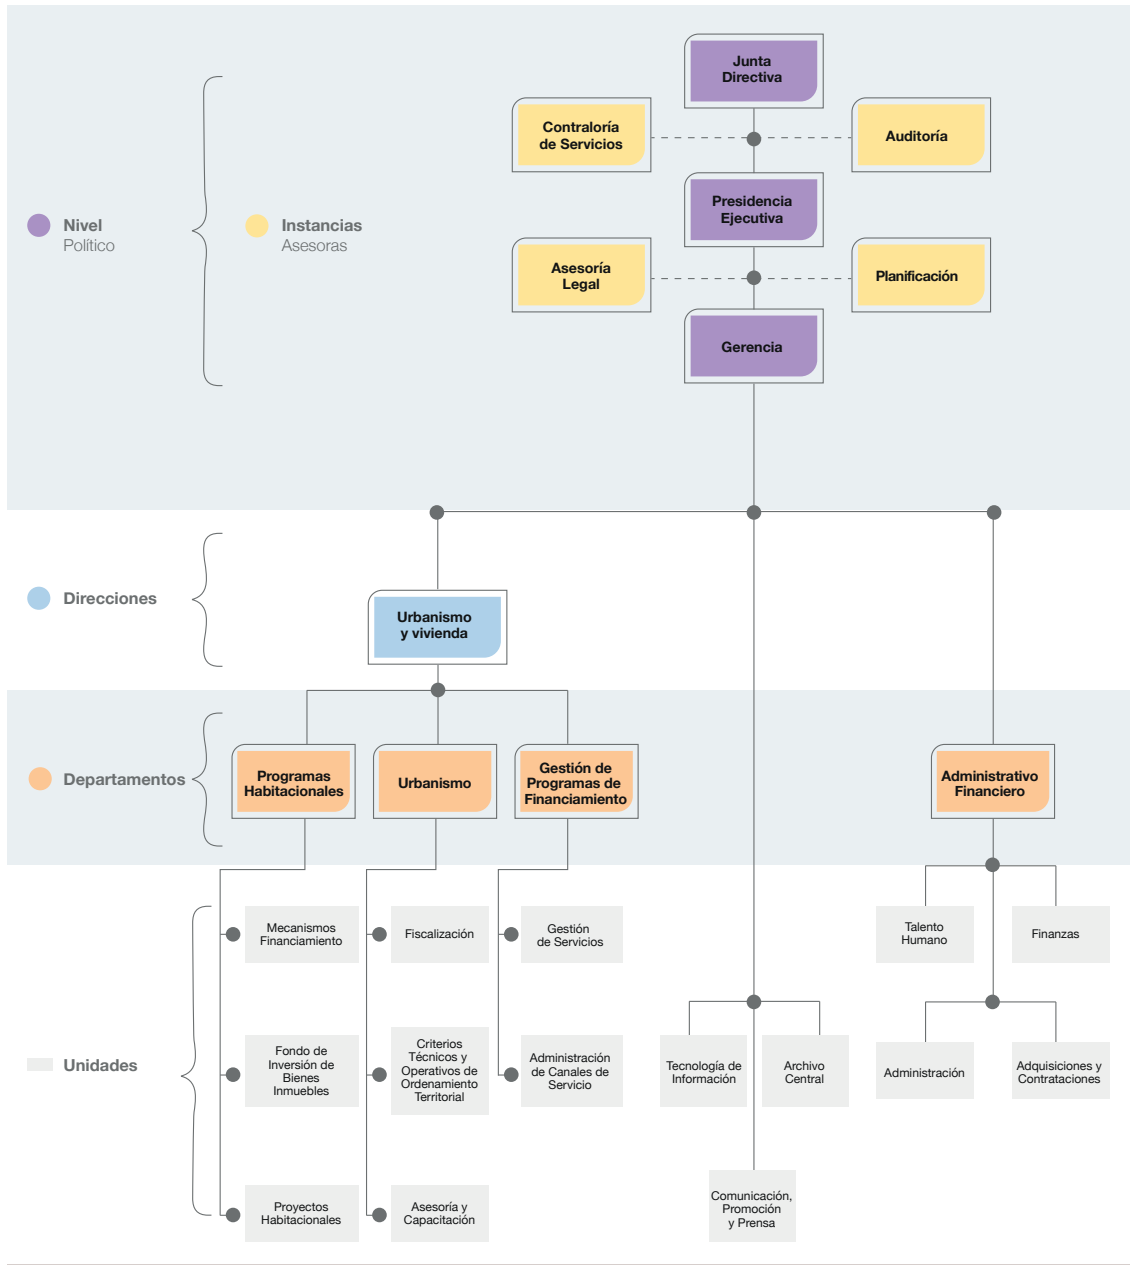 Junta
Directiva
Contraloría
de Servicios
Auditoría
Presidencia
Ejecutiva
Nivel
Político
Instancias
Asesoras
Asesoría
Legal
Planificación
Gerencia
Direcciones
Urbanismo
y vivienda
Departamentos
Programas
Habitacionales
Urbanismo
Gestión de
Programas de
Financiamiento
Administrativo
Financiero
Mecanismos
Financiamiento
Fiscalización
Gestión
de Servicios
Talento
Humano
Finanzas
Unidades
Fondo de
Inversión de
Bienes
Inmuebles
Criterios
Técnicos y
Operativos de
Ordenamiento
Territorial
Administración
de Canales de
Servicio
Tecnología de
Información
Archivo
Central
Administración
Adquisiciones y
Contrataciones
Proyectos
Habitacionales
Asesoría y
Capacitación
Comunicación,
Promoción
y Prensa